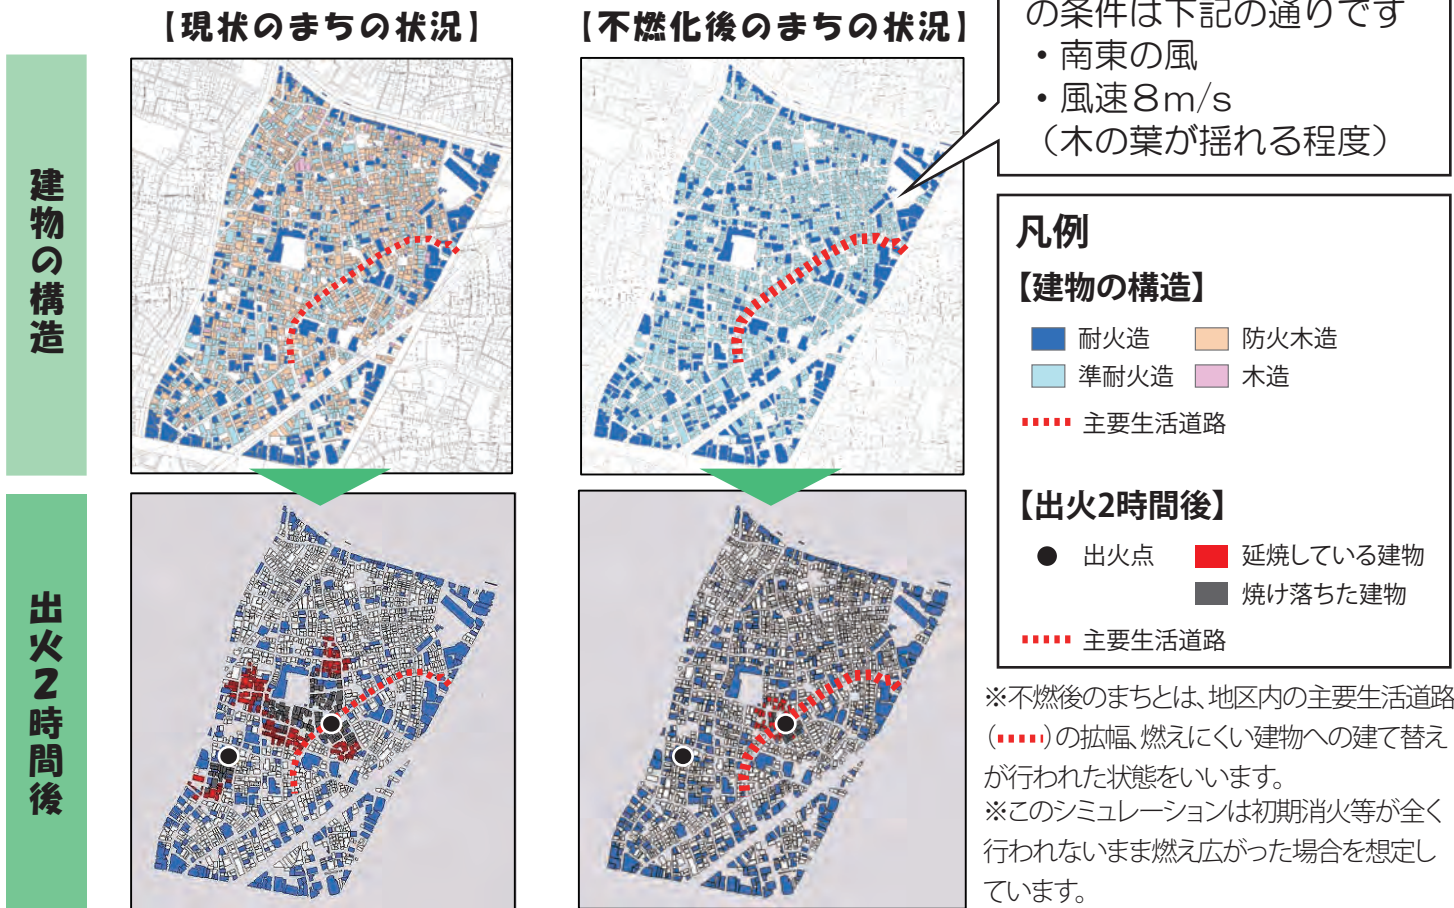 【現状のまちの状況】
【不燃化後のまちの状況】
の条件は下記の通りです
・南東の風
・風速8m/s
（木の葉が揺れる程度）
建物の構造
出火2時間後
凡例
【建物の構造】
耐火造
防火木造
準耐火造
木造
主要生活道路
【出火2時間後】
出火点
延焼している建物
焼け落ちた建物
主要生活道路
※不燃後のまちとは、地区内の主要生活道路
( )の拡幅、燃えにくい建物への建て替え
が行われた状態をいいます。
※このシミュレーションは初期消火等が全く
行われないまま燃え広がった場合を想定し
ています。